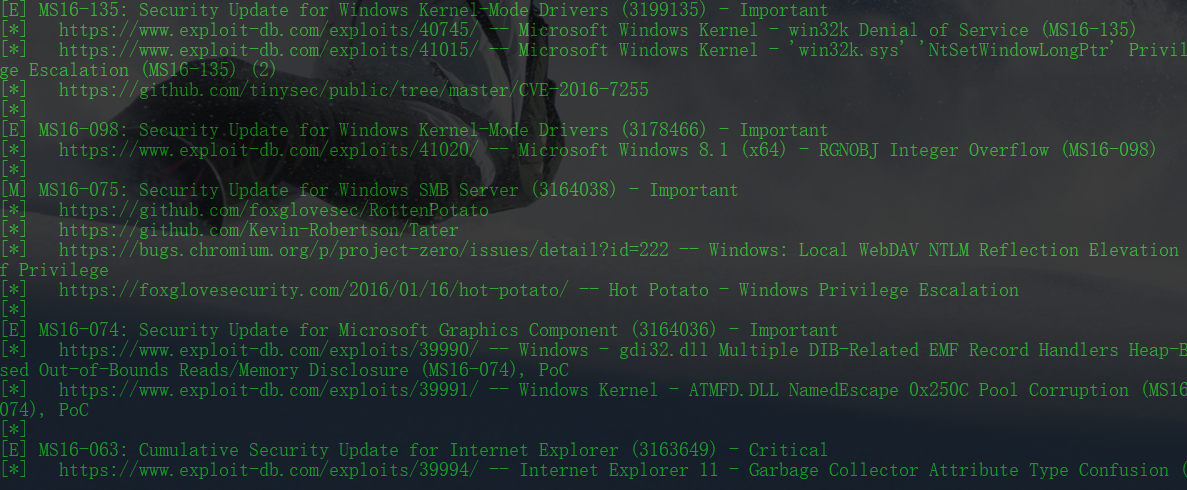 [E] MS16-135: Security Update for Windows Kernel-Mode Drivers (3199135) - Important
[*]   https://www.exploit-db.com/exploits/40745/ -- Microsoft Windows Kernel - win32k Denial of Service (MS16-135)
[*]   https://www.exploit-db.com/exploits/41015/ -- Microsoft Windows Kernel - 'win32k.sys' 'NtSetWindowLongPtr' Privil
ge Escalation (MS16-135) (2)
[*]   https://github.com/tinysec/public/tree/master/CVE-2016-7255
[*]
[E] MS16-098: Security Update for Windows Kernel-Mode Drivers (3178466) - Important
[*]   https://www.exploit-db.com/exploits/41020/ -- Microsoft Windows 8.1 (x64) - RGNOBJ Integer Overflow (MS16-098)
[*]
[M] MS16-075: Security Update for Windows SMB Server (3164038) - Important
[*]   https://github.com/foxglovesec/RottenPotato
[*]   https://github.com/Kevin-Robertson/Tater
[*]   https://bugs.chromium.org/p/project-zero/issues/detail?id=222 -- Windows: Local WebDAV NTLM Reflection Elevation
f Privilege
[*]   https://foxglovesecurity.com/2016/01/16/hot-potato/ -- Hot Potato - Windows Privilege Escalation
[*]
[E] MS16-074: Security Update for Microsoft Graphics Component (3164036) - Important
[*]   https://www.exploit-db.com/exploits/39990/ -- Windows - gdi32.dll Multiple DIB-Related EMF Record Handlers Heap-B
sed Out-of-Bounds Reads/Memory Disclosure (MS16-074), PoC
[*]   https://www.exploit-db.com/exploits/39991/ -- Windows Kernel - ATMFD.DLL NamedEscape 0x250C Pool Corruption (MS16
074), PoC
[*]
[E] MS16-063: Cumulative Security Update for Internet Explorer (3163649) - Critical
[*]   https://www.exploit-db.com/exploits/39994/ -- Internet Explorer 11 - Garbage Collector Attribute Type Confusion (